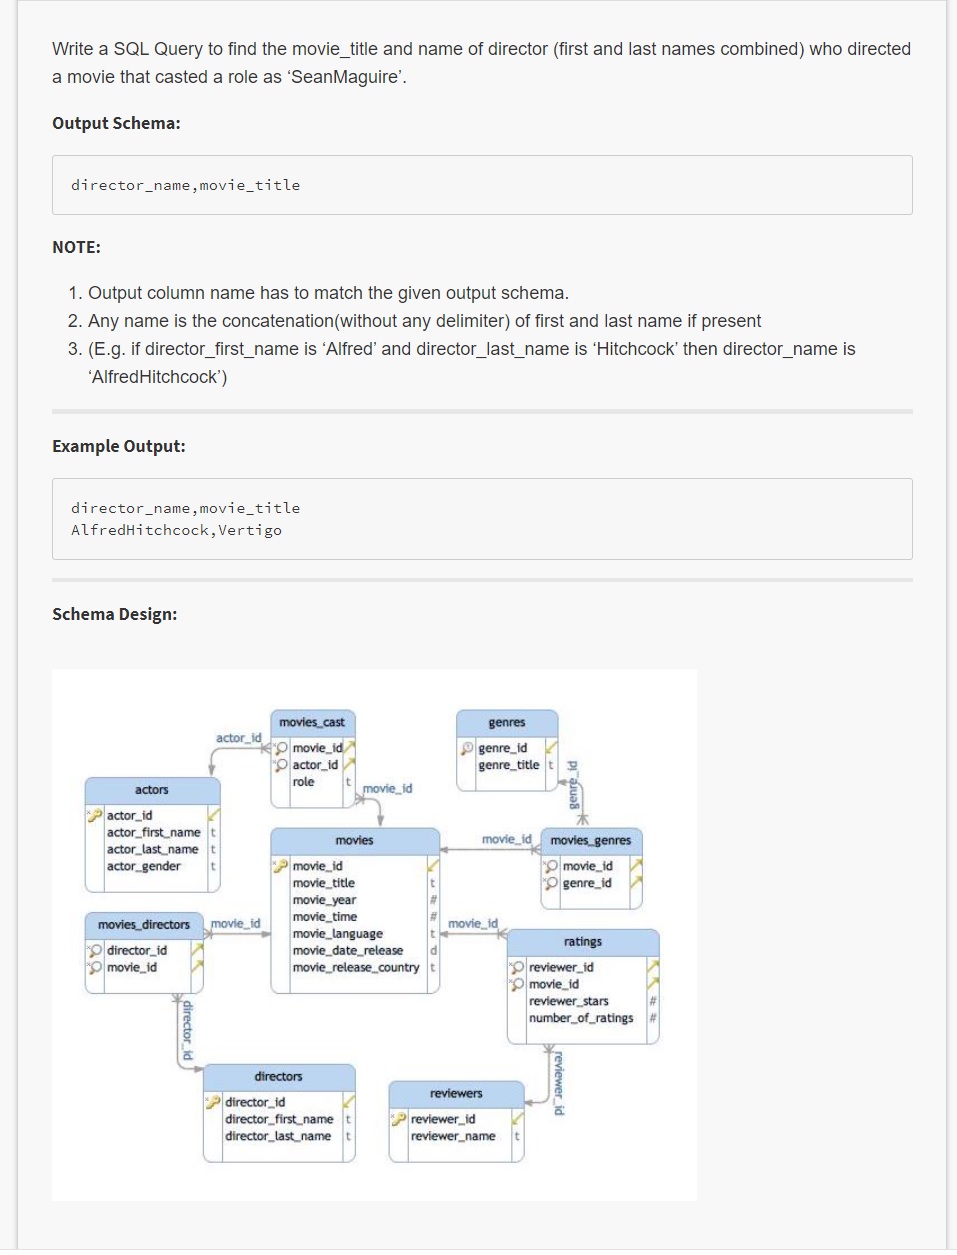 Write a SQL Query to find the movie_title and name of director (first and last names combined) who directed
a movie that casted a role as ‘SeanMaguire’.
Output Schema:
director_name,movie_title
NOTE:
1. Output column name has to match the given output schema.
2. Any name is the concatenation(without any delimiter) of first and last name if present
3. (E.g. if director_first_name is ‘Alfred’ and director_last_name is ‘Hitchcock’ then director_name is
‘AlfredHitchcock’)
Example Output:
director_name,movie_title
AlfredHitchcock,Vertigo
Schema Design:
movies_cast
movie_id
actor_id
role t
genres
genre_id
genre_title t
actor_id
movie_id
genre_id
actors
actor_id
actor_first_name t
actor_last_name t
actor_gender t
movies
movie_id
movie_title t
movie_year #
movie_time #
movie_language t
movie_date_release d
movie_release_country t
movie_id
movies_genres
movie_id
genre_id
movies_directors
director_id
movie_id
movie_id
movie_id
ratings
reviewer_id
movie_id
reviewer_stars #
number_of_ratings #
director_id
reviewer_id
directors
director_id
director_first_name t
director_last_name t
reviewers
reviewer_id
reviewer_name t